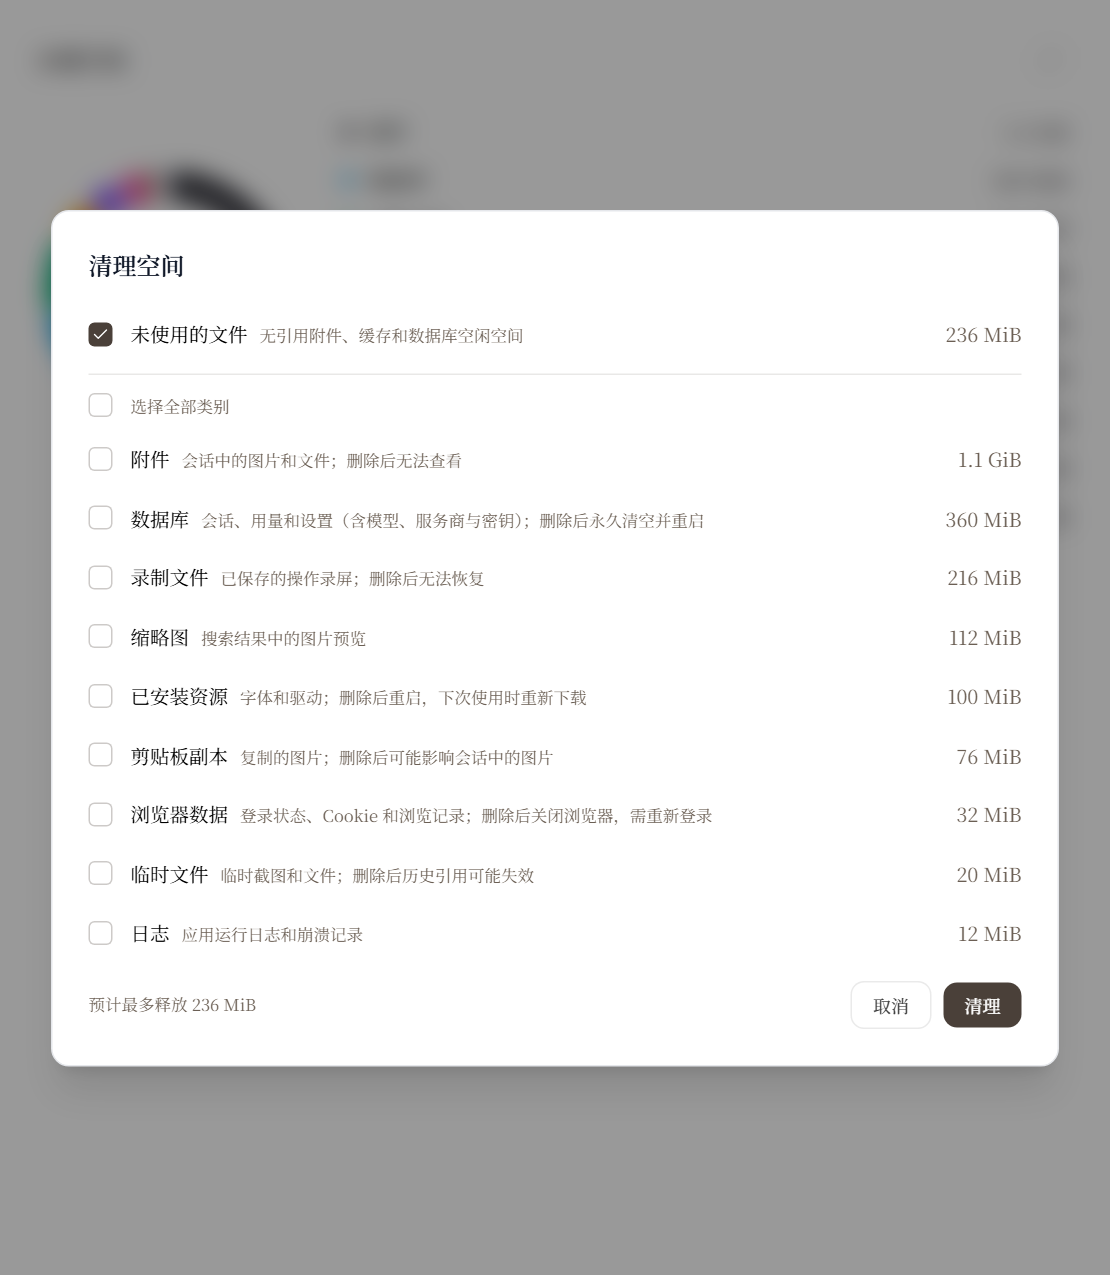 清理空间
未使用的文件 无引用附件、缓存和数据库空闲空间 236 MiB
选择全部类别
附件 会话中的图片和文件；删除后无法查看 1.1 GiB
数据库 会话、用量和设置（含模型、服务商与密钥）；删除后永久清空并重启 360 MiB
录制文件 已保存的操作录屏；删除后无法恢复 216 MiB
缩略图 搜索结果中的图片预览 112 MiB
已安装资源 字体和驱动；删除后重启，下次使用时重新下载 100 MiB
剪贴板副本 复制的图片；删除后可能影响会话中的图片 76 MiB
浏览器数据 登录状态、Cookie 和浏览记录；删除后关闭浏览器，需重新登录 32 MiB
临时文件 临时截图和文件；删除后历史引用可能失效 20 MiB
日志 应用运行日志和崩溃记录 12 MiB
预计最多释放 236 MiB 取消 清理